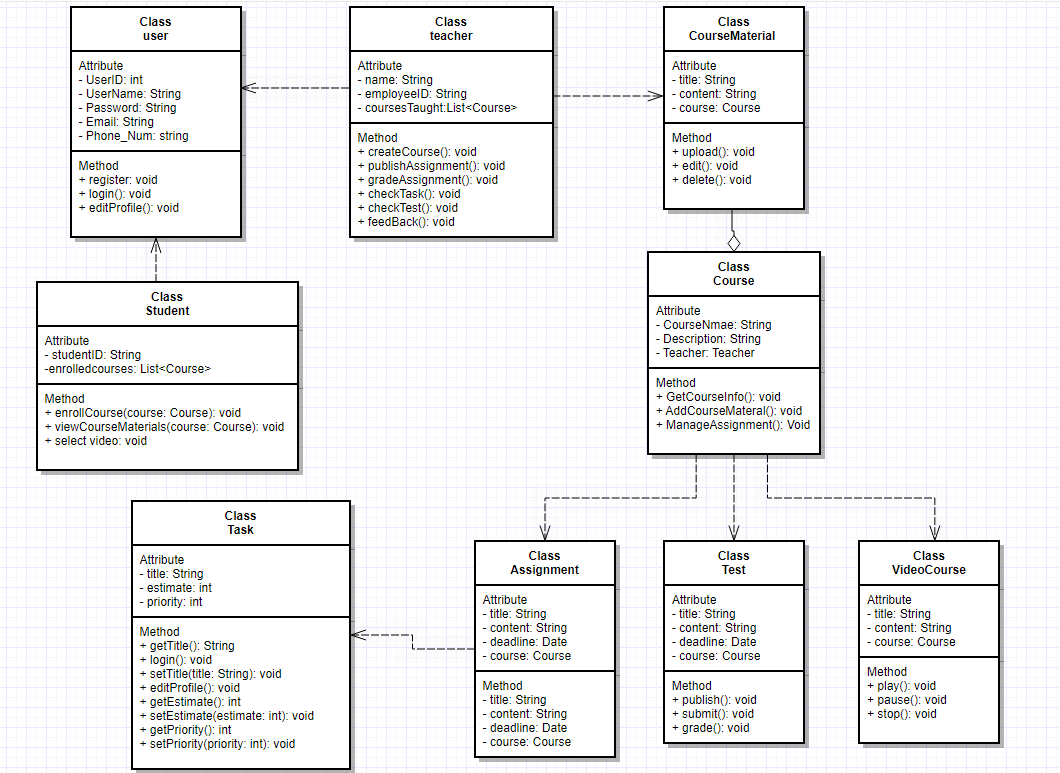 Class
user
Attribute
- UserID: int
- UserName: String
- Password: String
- Email: String
- Phone_Num: string
Method
+ register: void
+ login(): void
+ editProfile(): void
Class
teacher
Attribute
- name: String
- employeeID: String
- coursesTaught:List<Course>
Method
+ createCourse(): void
+ publishAssignment(): void
+ gradeAssignment(): void
+ checkTask(): void
+ checkTest(): void
+ feedBack(): void
Class
CourseMaterial
Attribute
- title: String
- content: String
- course: Course
Method
+ upload(): void
+ edit(): void
+ delete(): void
Class
Student
Attribute
- studentID: String
-enrolledcourses: List<Course>
Method
+ enrollCourse(course: Course): void
+ viewCourseMaterials(course: Course): void
+ select video: void
Class
Course
Attribute
- CourseNmae: String
- Description: String
- Teacher: Teacher
Method
+ GetCourseInfo(): void
+ AddCourseMateral(): void
+ ManageAssignment(): Void
Class
Task
Attribute
- title: String
- estimate: int
- priority: int
Method
+ getTitle(): String
+ login(): void
+ setTitle(title: String): void
+ editProfile(): void
+ getEstimate(): int
+ setEstimate(estimate: int): void
+ getPriority(): int
+ setPriority(priority: int): void
Class
Assignment
Attribute
- title: String
- content: String
- deadline: Date
- course: Course
Method
- title: String
- content: String
- deadline: Date
- course: Course
Class
Test
Attribute
- title: String
- content: String
- deadline: Date
- course: Course
Method
+ publish(): void
+ submit(): void
+ grade(): void
Class
VideoCourse
Attribute
- title: String
- content: String
- course: Course
Method
+ play(): void
+ pause(): void
+ stop(): void